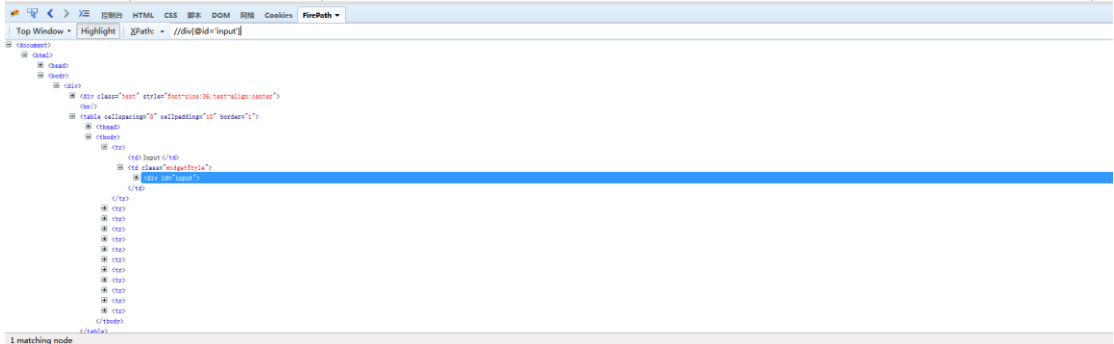 控制台 HTML CSS 脚本 DOM 网络 Cookies FirePath
Top Window Highlight XPath: //div[@id='input']
<document>
<html>
<head>
<body>
<div>
<div class="text" style="font-size:36;text-align:center">
<br/>
<table cellspacing="0" cellpadding="10" border="1">
<thead>
<tbody>
<tr>
<td> Input </td>
<td class="widgetStyle">
<div id="input">
</td>
</tr>
<tr>
<tr>
<tr>
<tr>
<tr>
<tr>
<tr>
<tr>
<tr>
<tr>
<tr>
</tbody>
</table>
1 matching node